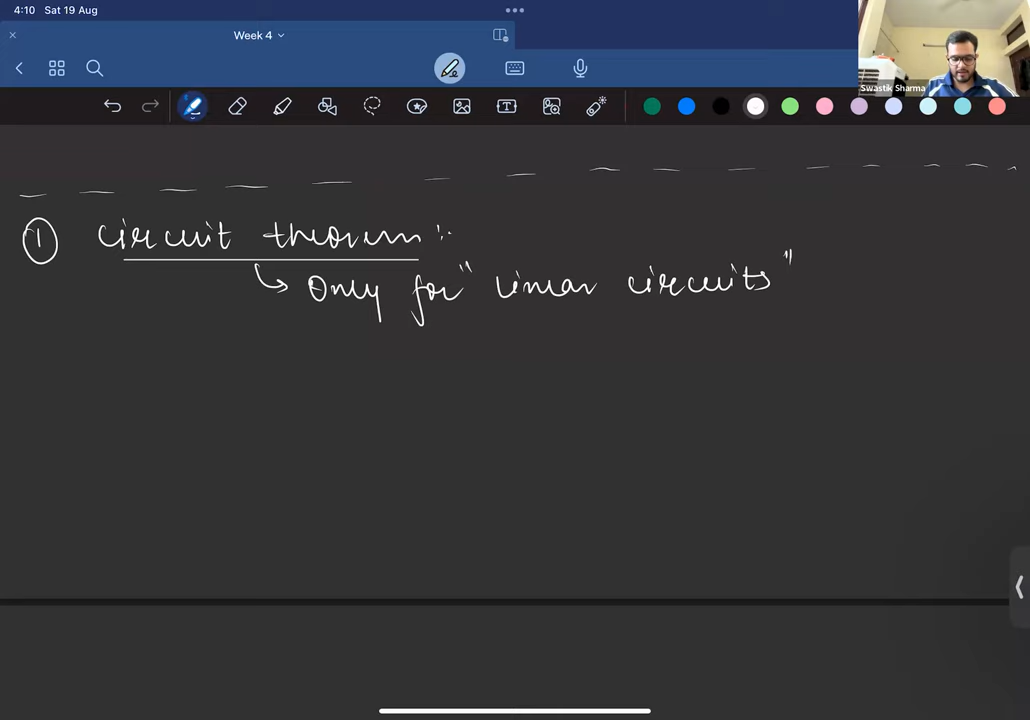 4:10 Sat 19 Aug
Week 4
Swastik Sharma
① Circuit theorem :-
↳ Only for "linear circuits"